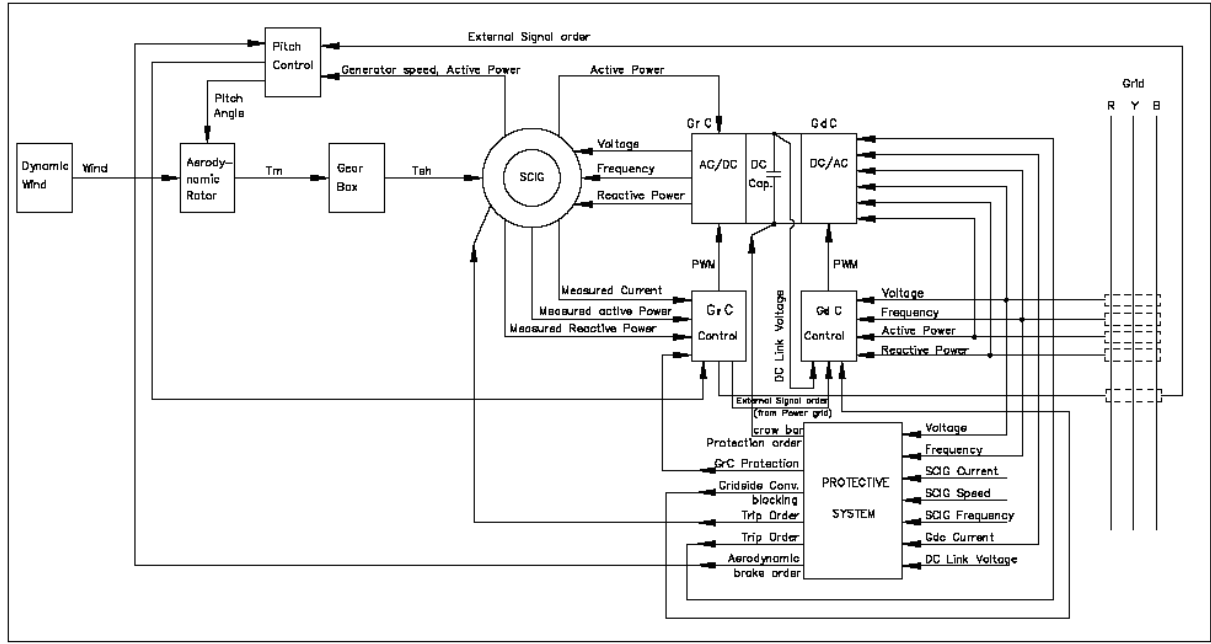 External Signal order
Pitch
Control
Generator speed, Active Power
Active Power
Pitch
Angle
Grid
R Y B
GrC
GdC
Dynamic
Wind
Wind
Aerody-
namic
Rotor
Tm
Gear
Box
Tsh
SCIG
Voltage
Frequency
Reactive Power
AC/DC
DC
Cap.
DC/AC
PWM
PWM
Measured Current
Measured active Power
Measured Reactive Power
GrC
Control
DC Link Voltage
GdC
Control
Voltage
Frequency
Active Power
Reactive Power
External Signal order
(from Power grid)
crow bar
Protection order
GrC Protection
Gridside Conv.
blocking
Trip Order
Trip Order
Aerodynamic
brake order
PROTECTIVE
SYSTEM
Voltage
Frequency
SCIG Current
SCIG Speed
SCIG Frequency
Gdc Current
DC Link Voltage